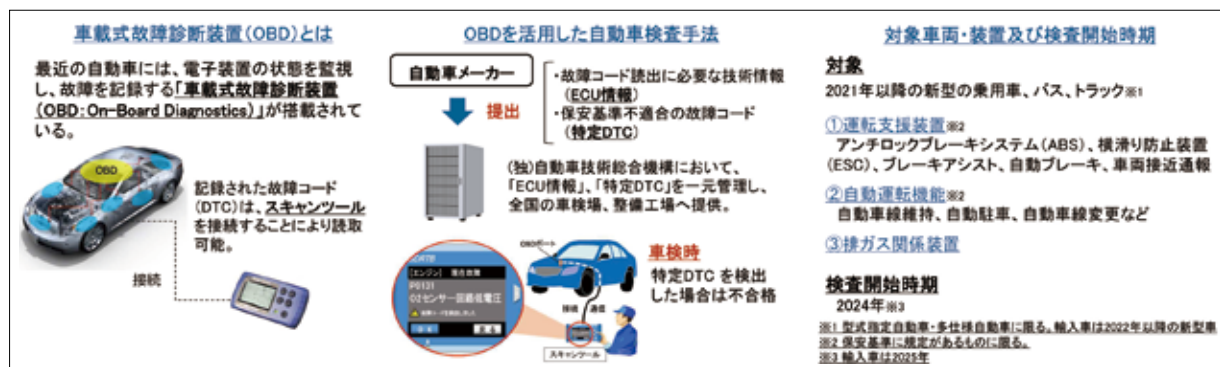 車載式故障診断装置(OBD)とは
最近の自動車には、電子装置の状態を監視
し、故障を記録する「車載式故障診断装置
(OBD:On-Board Diagnostics)」が搭載されて
いる。
OBD
記録された故障コード
(DTC)は、スキャンツール
を接続することにより読取
可能。
接続
OBDを活用した自動車検査手法
自動車メーカー
・故障コード読出に必要な技術情報
(ECU情報)
・保安基準不適合の故障コード
(特定DTC)
提出
(独)自動車技術総合機構において、
「ECU情報」、「特定DTC」を一元管理し、
全国の車検場、整備工場へ提供。
OBDポート
[エンジン] 現在故障
P0131
O2センサー回路低電圧
戻る
接続 通信
スキャンツール
車検時
特定DTC を検出
した場合は不合格
対象車両・装置及び検査開始時期
対象
2021年以降の新型の乗用車、バス、トラック※1
①運転支援装置※2
アンチロックブレーキシステム(ABS)、横滑り防止装置
(ESC)、ブレーキアシスト、自動ブレーキ、車両接近通報
②自動運転機能※2
自動車線維持、自動駐車、自動車線変更など
③排ガス関係装置
検査開始時期
2024年※3
※1 型式指定自動車・多仕様自動車に限る。輸入車は2022年以降の新型車
※2 保安基準に規定があるものに限る。
※3 輸入車は2025年